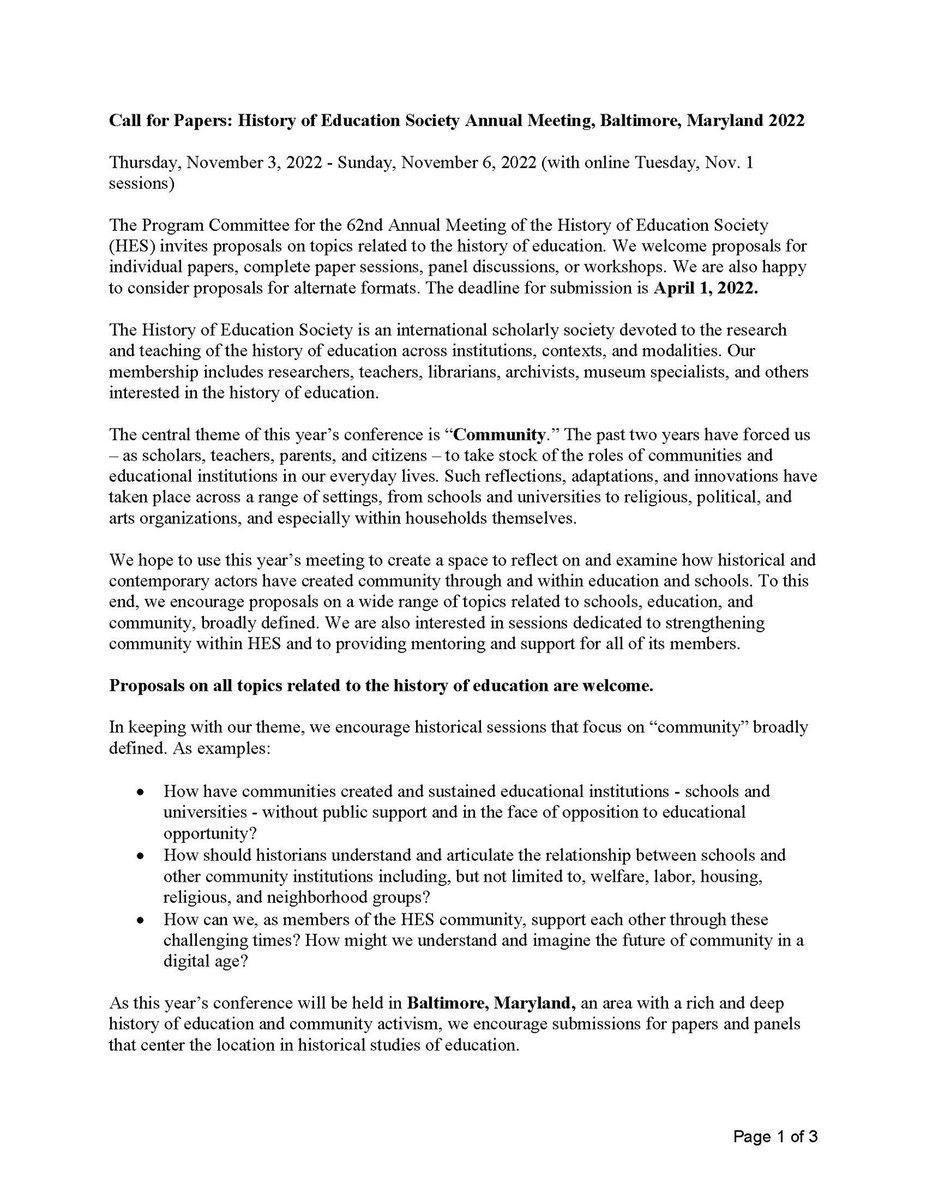 Call for Papers: History of Education Society Annual Meeting, Baltimore, Maryland 2022
Thursday, November 3, 2022 - Sunday, November 6, 2022 (with online Tuesday, Nov. 1
sessions)
The Program Committee for the 62nd Annual Meeting of the History of Education Society
(HES) invites proposals on topics related to the history of education. We welcome proposals for
individual papers, complete paper sessions, panel discussions, or workshops. We are also happy
to consider proposals for alternate formats. The deadline for submission is April 1, 2022.
The History of Education Society is an international scholarly society devoted to the research
and teaching of the history of education across institutions, contexts, and modalities. Our
membership includes researchers, teachers, librarians, archivists, museum specialists, and others
interested in the history of education.
The central theme of this year’s conference is “Community.” The past two years have forced us
– as scholars, teachers, parents, and citizens – to take stock of the roles of communities and
educational institutions in our everyday lives. Such reflections, adaptations, and innovations have
taken place across a range of settings, from schools and universities to religious, political, and
arts organizations, and especially within households themselves.
We hope to use this year’s meeting to create a space to reflect on and examine how historical and
contemporary actors have created community through and within education and schools. To this
end, we encourage proposals on a wide range of topics related to schools, education, and
community, broadly defined. We are also interested in sessions dedicated to strengthening
community within HES and to providing mentoring and support for all of its members.
Proposals on all topics related to the history of education are welcome.
In keeping with our theme, we encourage historical sessions that focus on “community” broadly
defined. As examples:
• How have communities created and sustained educational institutions - schools and
universities - without public support and in the face of opposition to educational
opportunity?
• How should historians understand and articulate the relationship between schools and
other community institutions including, but not limited to, welfare, labor, housing,
religious, and neighborhood groups?
• How can we, as members of the HES community, support each other through these
challenging times? How might we understand and imagine the future of community in a
digital age?
As this year’s conference will be held in Baltimore, Maryland, an area with a rich and deep
history of education and community activism, we encourage submissions for papers and panels
that center the location in historical studies of education.
Page 1 of 3